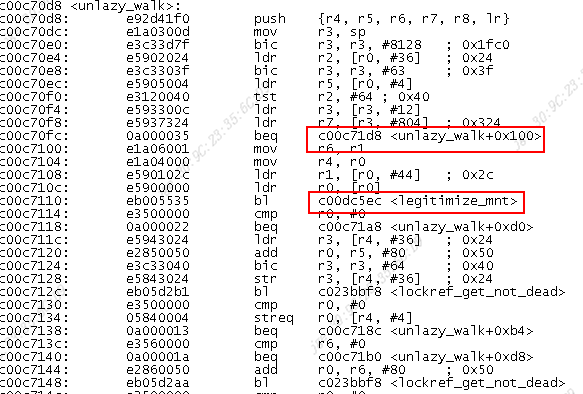 c00c70d8 <unlazy_walk>:
c00c70d8: e92d41f0 push {r4, r5, r6, r7, r8, lr}
c00c70dc: e1a0300d mov r3, sp
c00c70e0: e3c33d7f bic r3, r3, #8128 ; 0x1fc0
c00c70e4: e5902024 ldr r2, [r0, #36] ; 0x24
c00c70e8: e3c3303f bic r3, r3, #63 ; 0x3f
c00c70ec: e5905004 ldr r5, [r0, #4]
c00c70f0: e3120040 tst r2, #64 ; 0x40
c00c70f4: e593300c ldr r3, [r3, #12]
c00c70f8: e5937324 ldr r7, [r3, #804] ; 0x324
c00c70fc: 0a000035 beq c00c71d8 <unlazy_walk+0x100>
c00c7100: e1a06001 mov r6, r1
c00c7104: e1a04000 mov r4, r0
c00c7108: e590102c ldr r1, [r0, #44] ; 0x2c
c00c710c: e5900000 ldr r0, [r0]
c00c7110: eb005535 bl c00dc5ec <legitimize_mnt>
c00c7114: e3500000 cmp r0, #0
c00c7118: 0a000022 beq c00c71a8 <unlazy_walk+0xd0>
c00c711c: e5943024 ldr r3, [r4, #36] ; 0x24
c00c7120: e2850050 add r0, r5, #80 ; 0x50
c00c7124: e3c33040 bic r3, r3, #64 ; 0x40
c00c7128: e5843024 str r3, [r4, #36] ; 0x24
c00c712c: eb05d2b1 bl c023bbf8 <lockref_get_not_dead>
c00c7130: e3500000 cmp r0, #0
c00c7134: 05840004 streq r0, [r4, #4]
c00c7138: 0a000013 beq c00c718c <unlazy_walk+0xb4>
c00c713c: e3560000 cmp r6, #0
c00c7140: 0a00001a beq c00c71b0 <unlazy_walk+0xd8>
c00c7144: e2860050 add r0, r6, #80 ; 0x50
c00c7148: eb05d2aa bl c023bbf8 <lockref_get_not_dead>